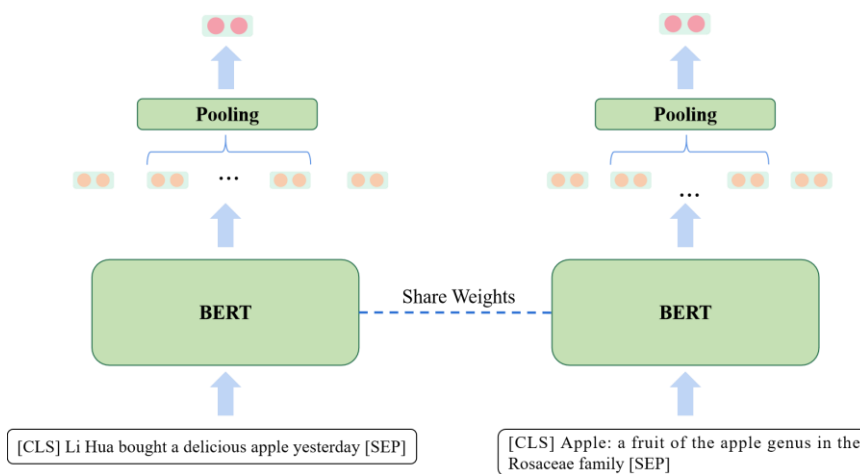 Pooling
Pooling
...
...
BERT
Share Weights
BERT
[CLS] Li Hua bought a delicious apple yesterday [SEP]
[CLS] Apple: a fruit of the apple genus in the
Rosaceae family [SEP]